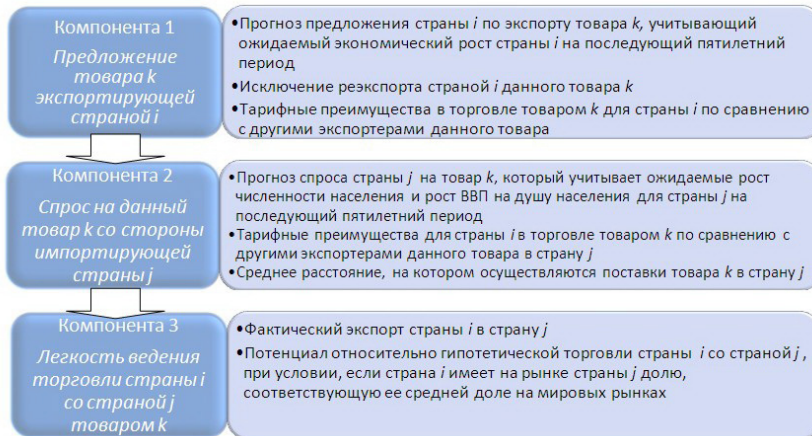 Компонента 1
Предложение
товара k
экспортирующей
страной i
•Прогноз предложения страны i по экспорту товара k, учитывающий
ожидаемый экономический рост страны i на последующий пятилетний
период
•Исключение реэкспорта страной i данного товара k
•Тарифные преимущества в торговле товаром k для страны i по сравнению
с другими экспортерами данного товара
Компонента 2
Спрос на данный
товар k со стороны
импортирующей
страны j
•Прогноз спроса страны j на товар k, который учитывает ожидаемые рост
численности населения и рост ВВП на душу населения для страны j на
последующий пятилетний период
•Тарифные преимущества для страны i в торговле товаром k по сравнению с
другими экспортерами данного товара в страну j
•Среднее расстояние, на котором осуществляются поставки товара k в страну j
Компонента 3
Легкость ведения
торговли страны i
со страной j
товаром k
•Фактический экспорт страны i в страну j
•Потенциал относительно гипотетической торговли страны i со страной j ,
при условии, если страна i имеет на рынке страны j долю,
соответствующую ее средней доле на мировых рынках